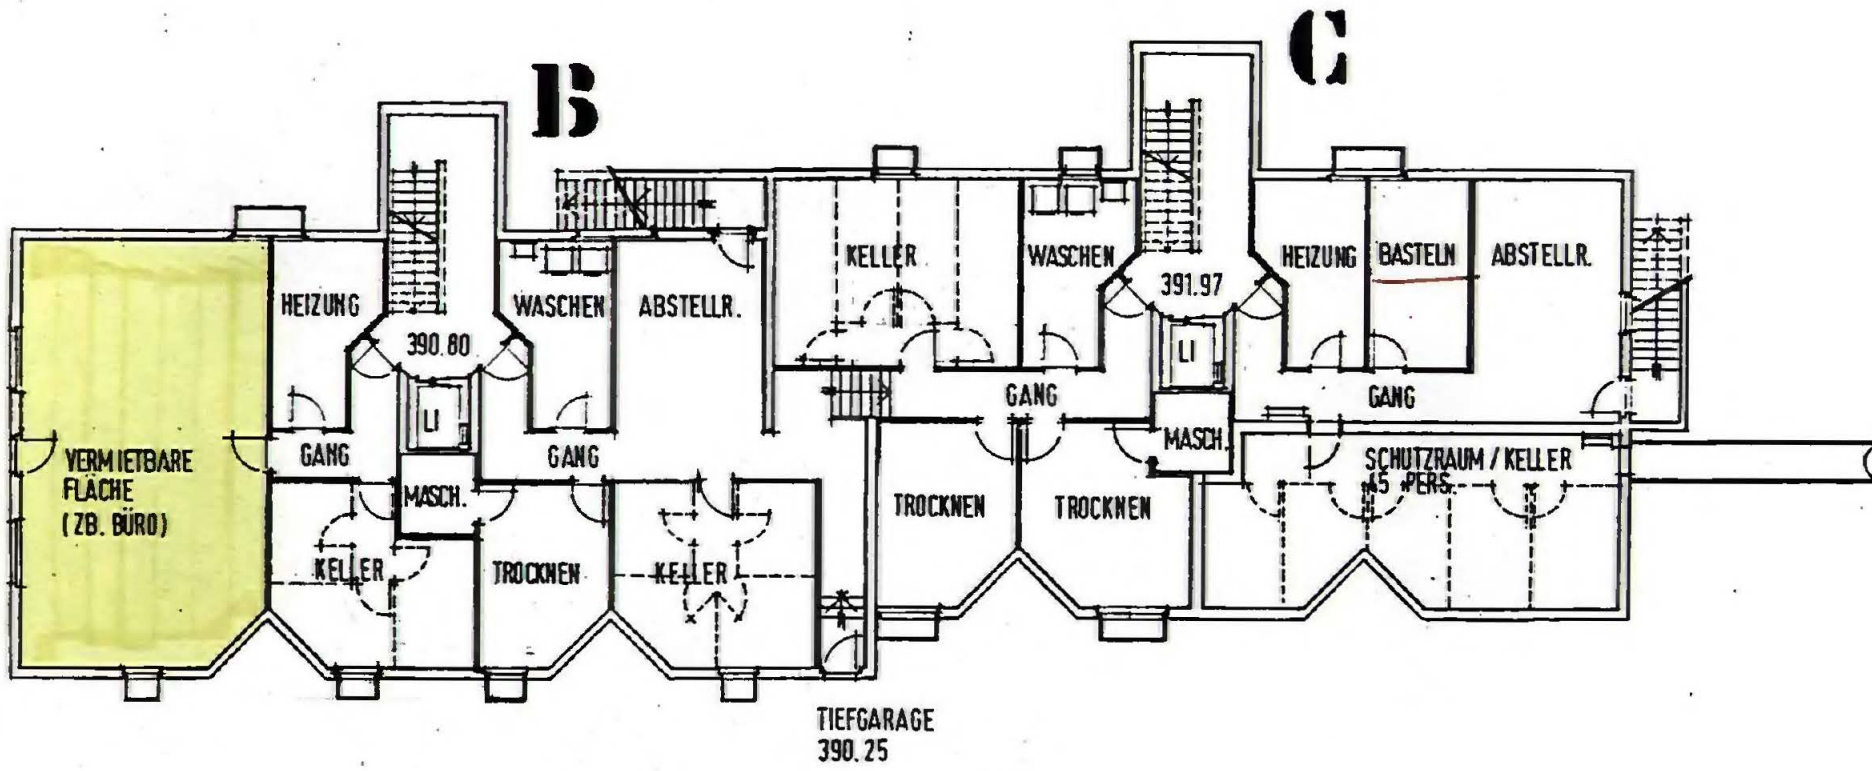 B
C
HEIZUNG
390.80
WASCHEN
ABSTELLR.
LI
GANG
GANG
VERMIETBARE
FLÄCHE
(ZB. BÜRO)
MASCH.
KELLER
TROCKNEN
KELLER
KELLER
WASCHEN
391.97
HEIZUNG
BASTELN
ABSTELLR.
LI
GANG
GANG
MASCH.
TROCKNEN
TROCKNEN
SCHUTZRAUM / KELLER
PERS.
TIEFGARAGE
390.25